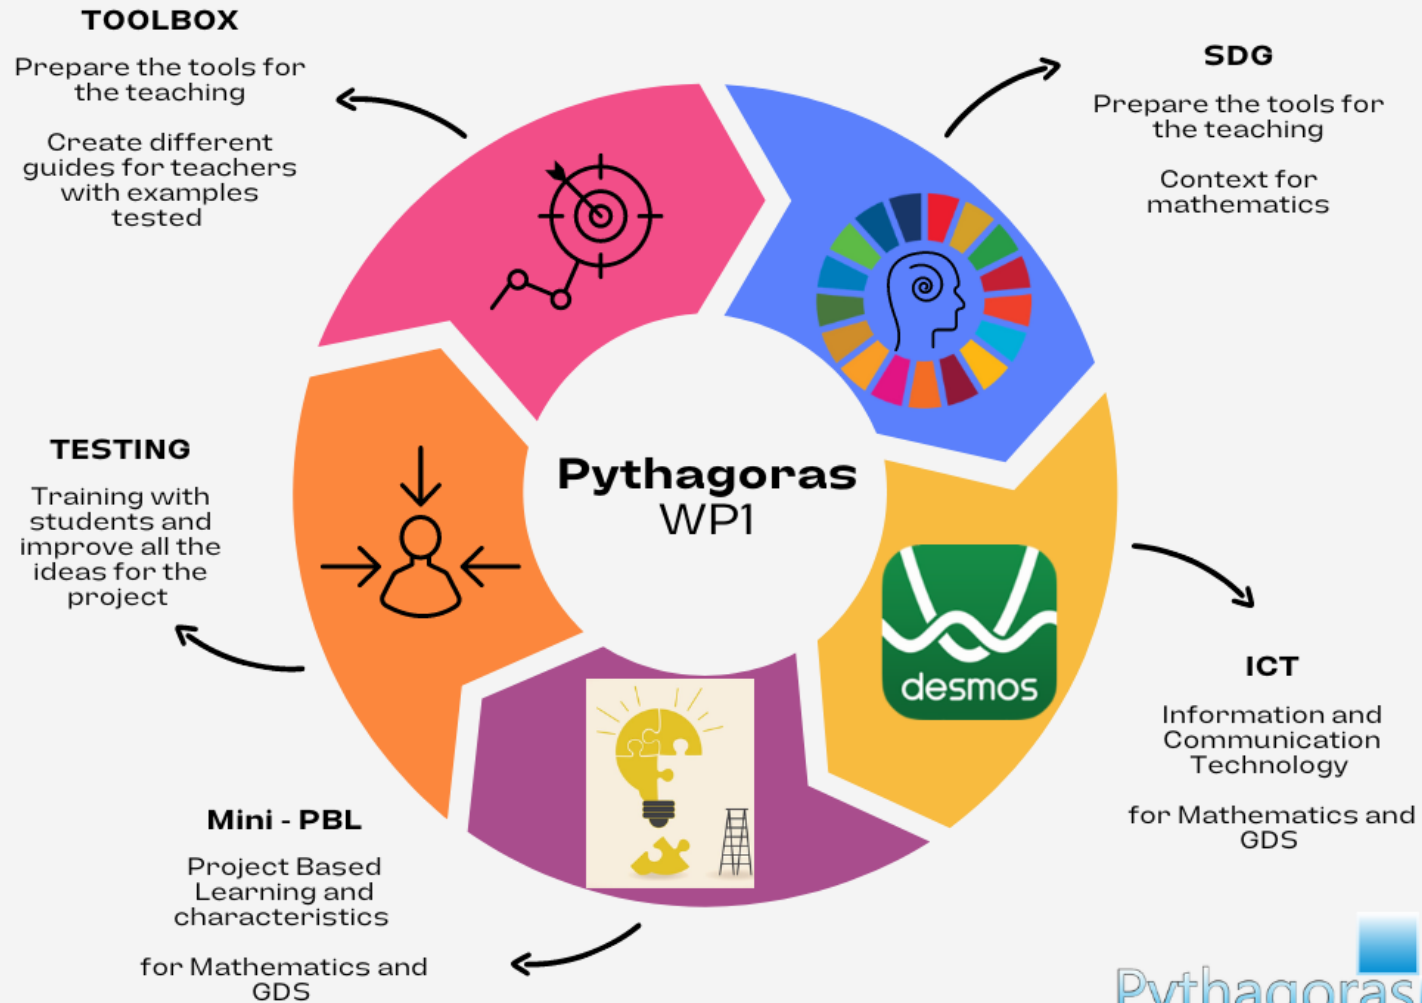 TOOLBOX
Prepare the tools for
the teaching
Create different
guides for teachers
with examples
tested
SDG
Prepare the tools for
the teaching
Context for
mathematics
Pythagoras
WP1
TESTING
Training with
students and
improve all the
ideas for the
project
desmos
ICT
Information and
Communication
Technology
for Mathematics and
GDS
Mini - PBL
Project Based
Learning and
characteristics
for Mathematics and
GDS
Pythagoras